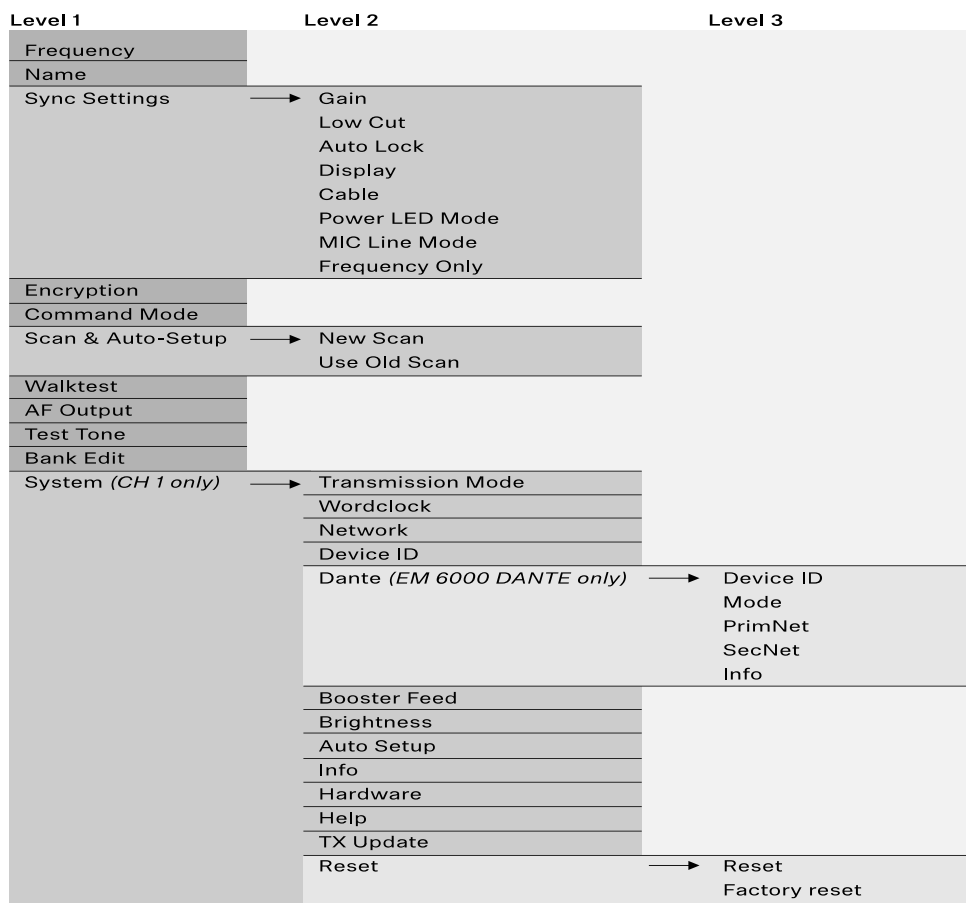 Level 1 Level 2 Level 3
Frequency
Name
Sync Settings Gain
Low Cut
Auto Lock
Display
Cable
Power LED Mode
MIC Line Mode
Frequency Only
Encryption
Command Mode
Scan & Auto-Setup New Scan
Use Old Scan
Walktest
AF Output
Test Tone
Bank Edit
System (CH 1 only) Transmission Mode
Wordclock
Network
Device ID
Dante (EM 6000 DANTE only) Device ID
Mode
PrimNet
SecNet
Info
Booster Feed
Brightness
Auto Setup
Info
Hardware
Help
TX Update
Reset Reset
Factory reset